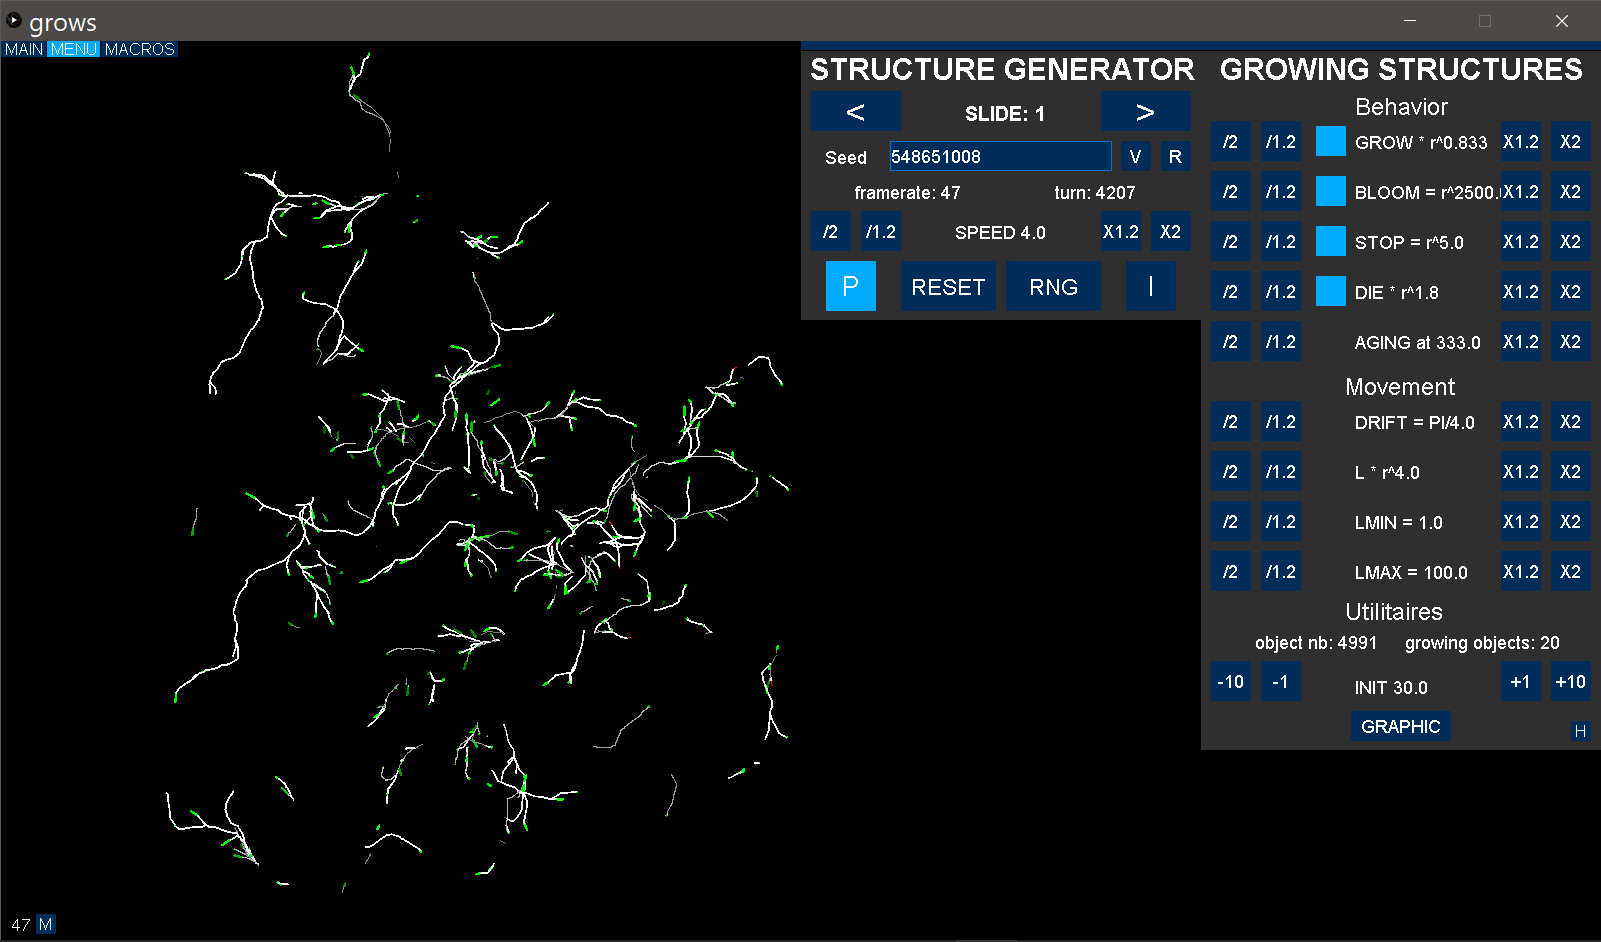 grows
MAIN MENU MACROS
STRUCTURE GENERATOR
< SLIDE: 1 >
Seed 548651008 V R
framerate: 47 turn: 4207
/2 /1.2 SPEED 4.0 X1.2 X2
P RESET RNG I
GROWING STRUCTURES
Behavior
/2 /1.2 GROW * r^0.833 X1.2 X2
/2 /1.2 BLOOM = r^2500. X1.2 X2
/2 /1.2 STOP = r^5.0 X1.2 X2
/2 /1.2 DIE * r^1.8 X1.2 X2
/2 /1.2 AGING at 333.0 X1.2 X2
Movement
/2 /1.2 DRIFT = PI/4.0 X1.2 X2
/2 /1.2 L * r^4.0 X1.2 X2
/2 /1.2 LMIN = 1.0 X1.2 X2
/2 /1.2 LMAX = 100.0 X1.2 X2
Utilitaires
object nb: 4991 growing objects: 20
-10 -1 INIT 30.0 +1 +10
GRAPHIC
H
47 M